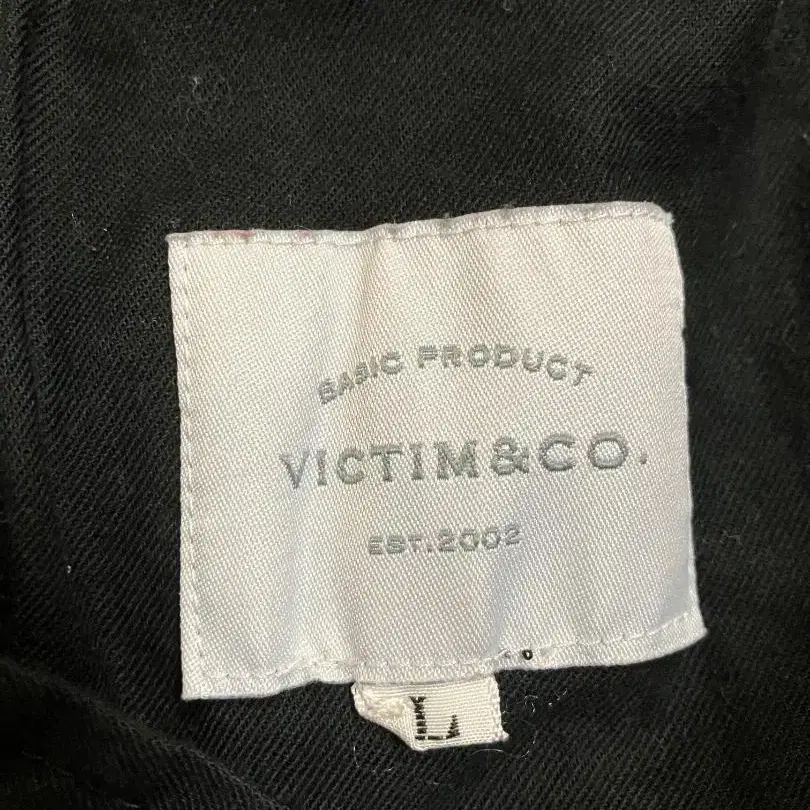 BASIC PRODUCT
VICTIM&CO.
EST.2002
L